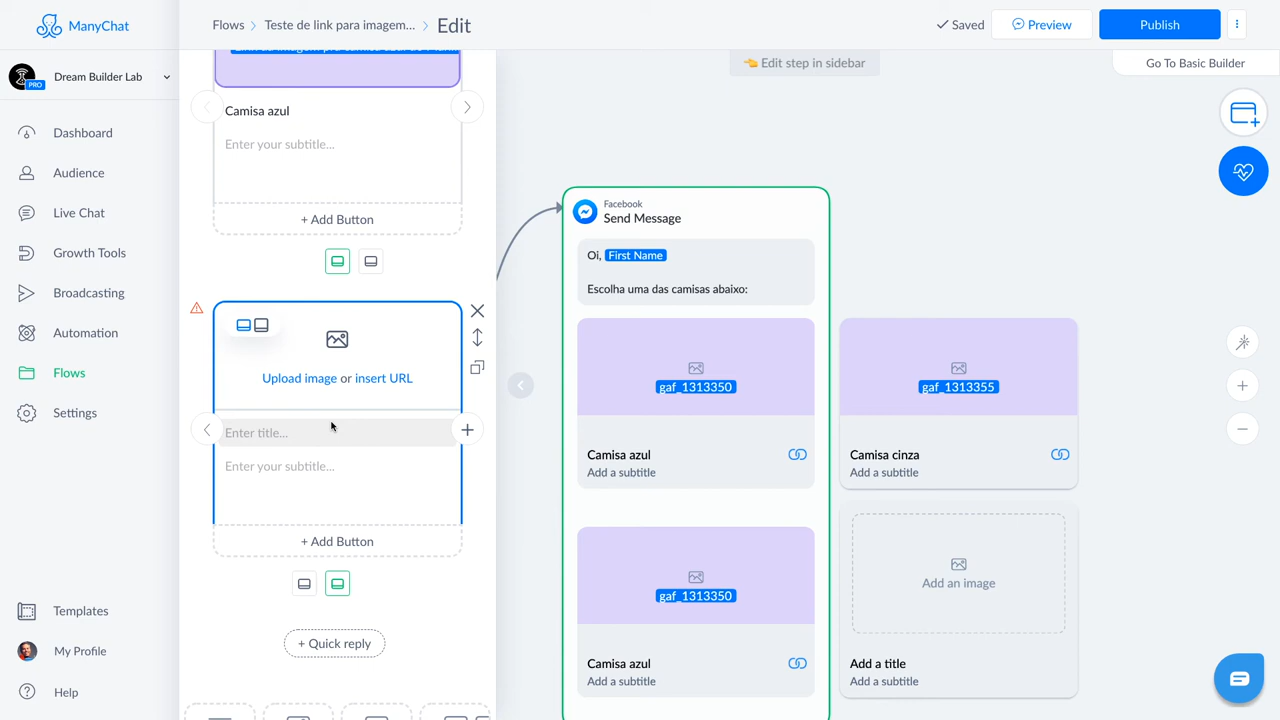 ManyChat
Flows
Teste de link para imagem...
Edit
Saved
Preview
Publish
Dream Builder Lab
PRO
👈 Edit step in sidebar
Go To Basic Builder
Dashboard
Audience
Live Chat
Growth Tools
Broadcasting
Automation
Flows
Settings
Templates
My Profile
Help
Camisa azul
Enter your subtitle...
+ Add Button
Upload image or insert URL
Enter title...
Enter your subtitle...
+ Add Button
+ Quick reply
Facebook
Send Message
Oi, First Name
Escolha uma das camisas abaixo:
gaf_1313350
Camisa azul
Add a subtitle
gaf_1313355
Camisa cinza
Add a subtitle
gaf_1313350
Camisa azul
Add a subtitle
Add an image
Add a title
Add a subtitle